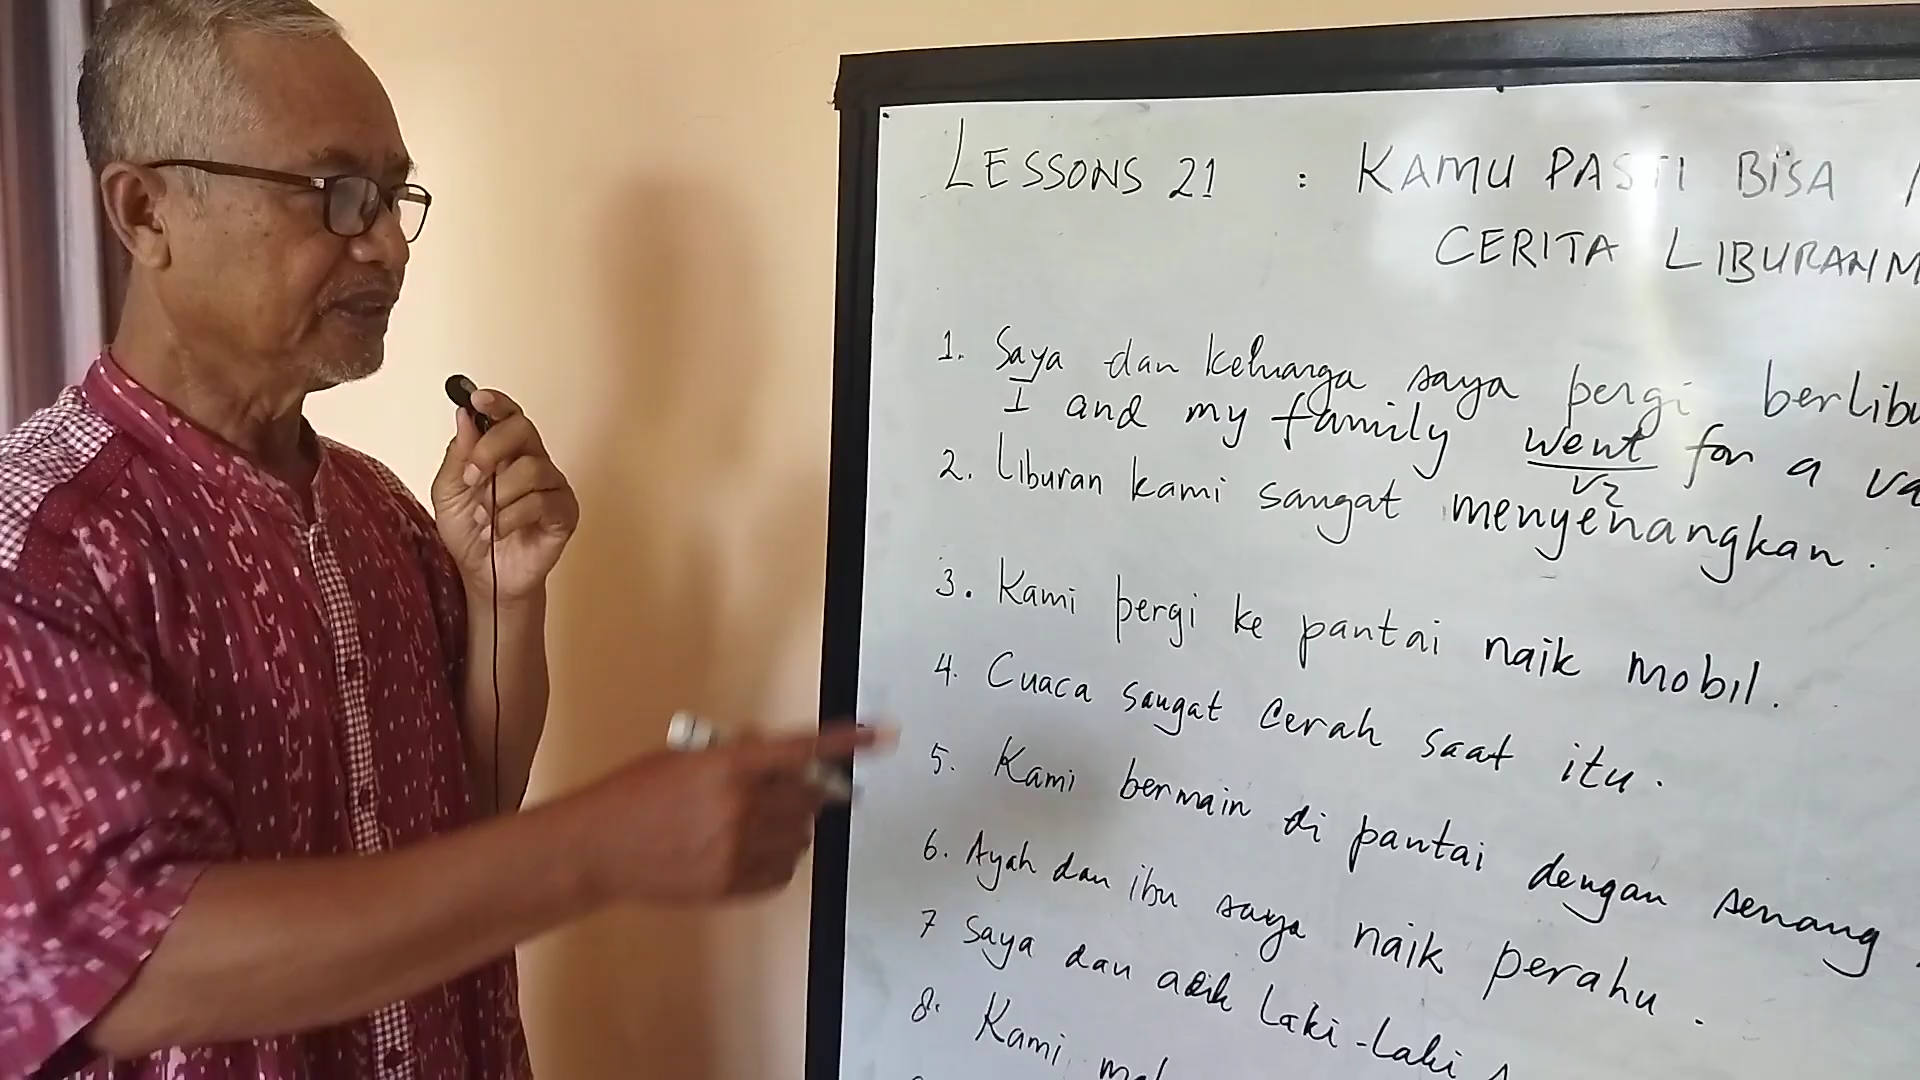 LESSONS 21 : KAMU PASTI BISA
CERITA
1. Saya dan keluarga saya pergi
I and my family went for a
V2
2. Liburan kami sangat menyenangkan.
3. Kami pergi ke pantai naik mobil.
4. Cuaca sangat cerah saat itu.
5. Kami bermain di pantai dengan senang
6. Ayah dan ibu saya naik perahu.
7 Saya dan adik laki-laki
8. Kami